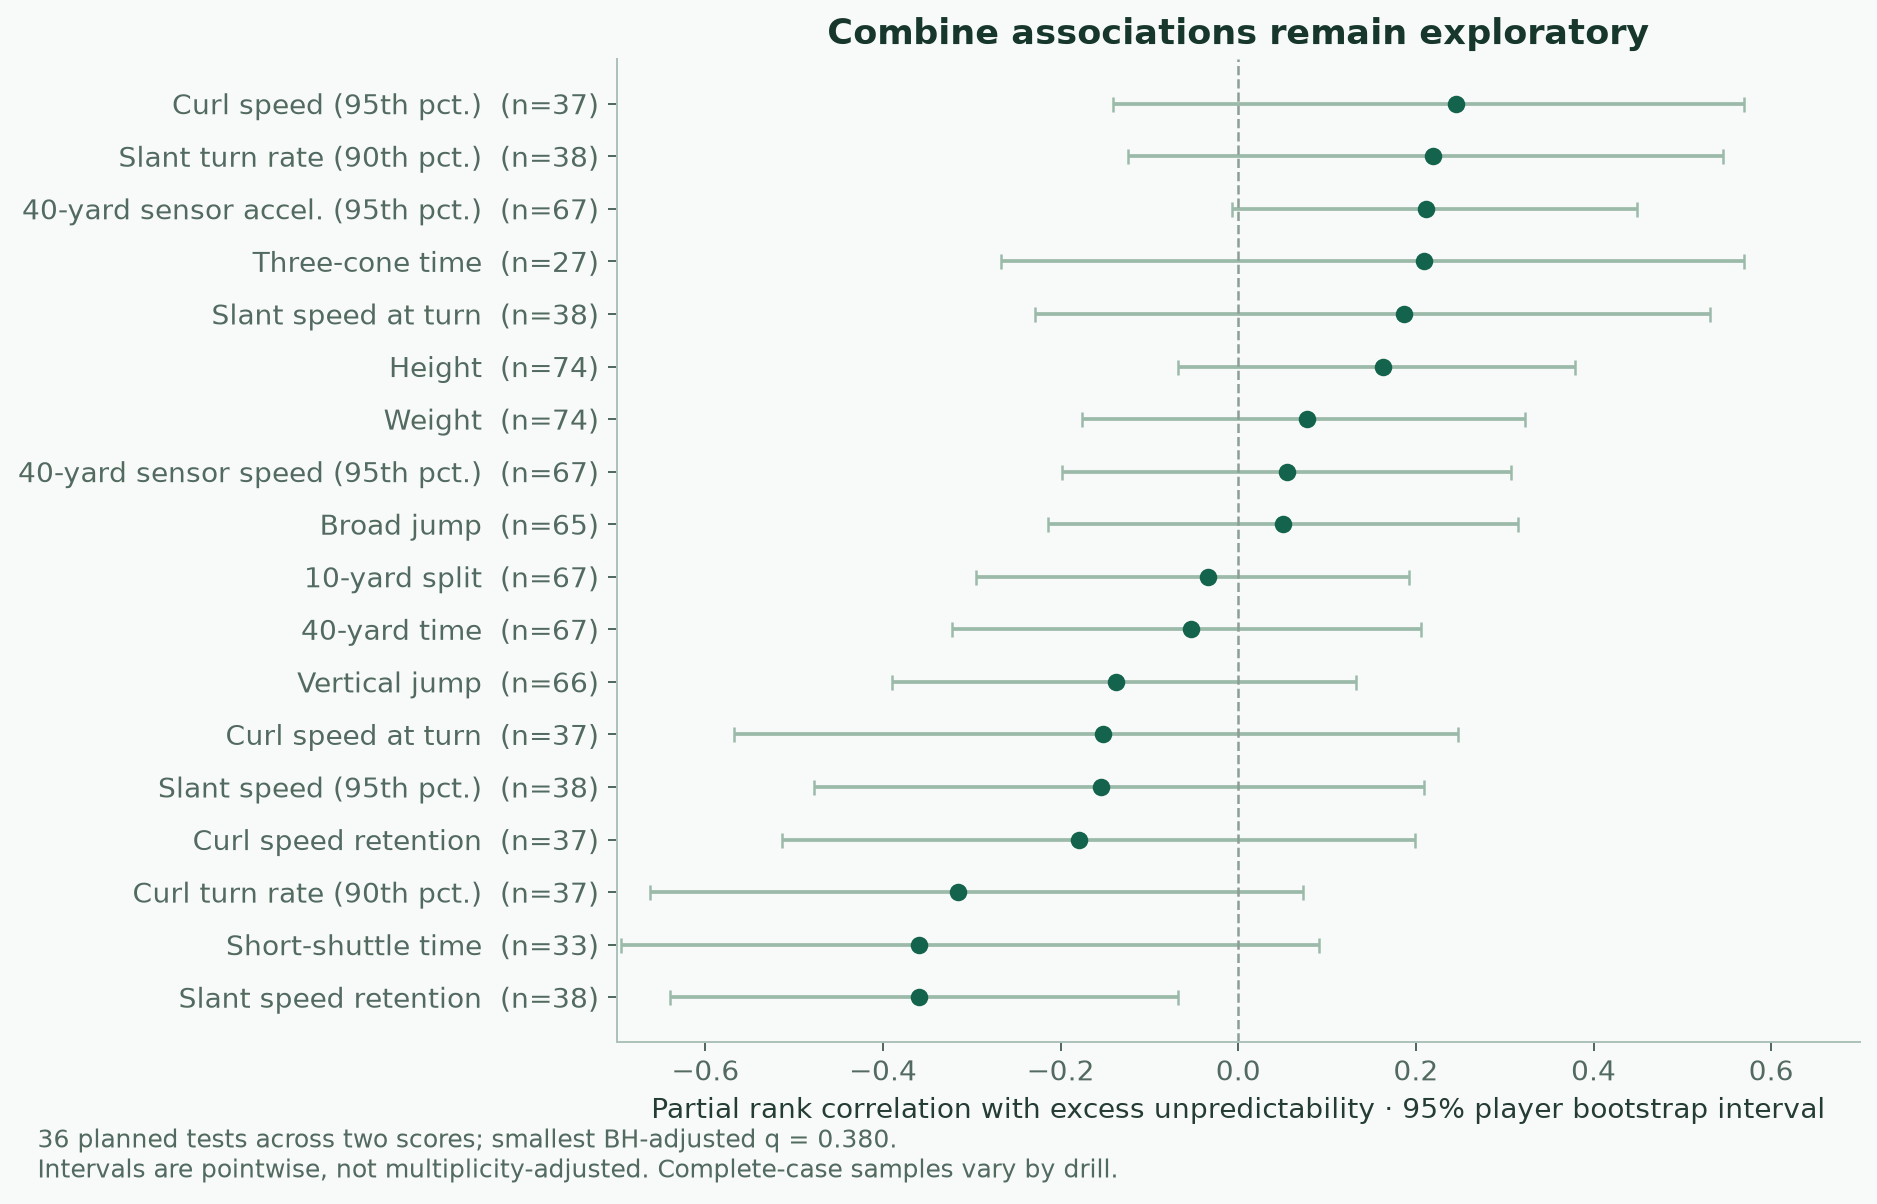 Combine associations remain exploratory
Curl speed (95th pct.) (n=37)
Slant turn rate (90th pct.) (n=38)
40-yard sensor accel. (95th pct.) (n=67)
Three-cone time (n=27)
Slant speed at turn (n=38)
Height (n=74)
Weight (n=74)
40-yard sensor speed (95th pct.) (n=67)
Broad jump (n=65)
10-yard split (n=67)
40-yard time (n=67)
Vertical jump (n=66)
Curl speed at turn (n=37)
Slant speed (95th pct.) (n=38)
Curl speed retention (n=37)
Curl turn rate (90th pct.) (n=37)
Short-shuttle time (n=33)
Slant speed retention (n=38)
−0.6 −0.4 −0.2 0.0 0.2 0.4 0.6
Partial rank correlation with excess unpredictability · 95% player bootstrap interval
36 planned tests across two scores; smallest BH-adjusted q = 0.380.
Intervals are pointwise, not multiplicity-adjusted. Complete-case samples vary by drill.